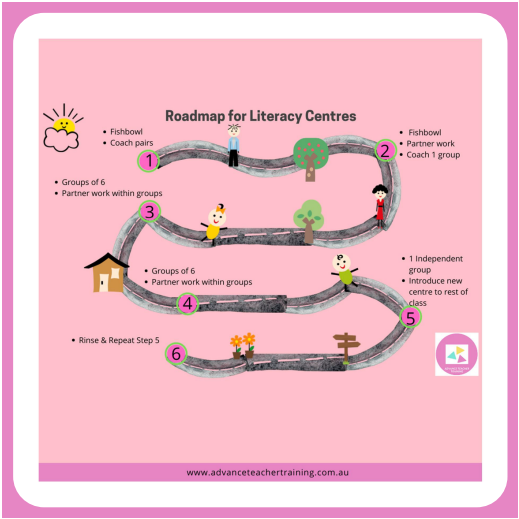 Roadmap for Literacy Centres
Fishbowl
Coach pairs
1
Fishbowl
Partner work
Coach 1 group
2
Groups of 6
Partner work within groups
3
Groups of 6
Partner work within groups
4
1 Independent
group
Introduce new
centre to rest of
class
5
Rinse & Repeat Step 5
6
www.advanceteachertraining.com.au